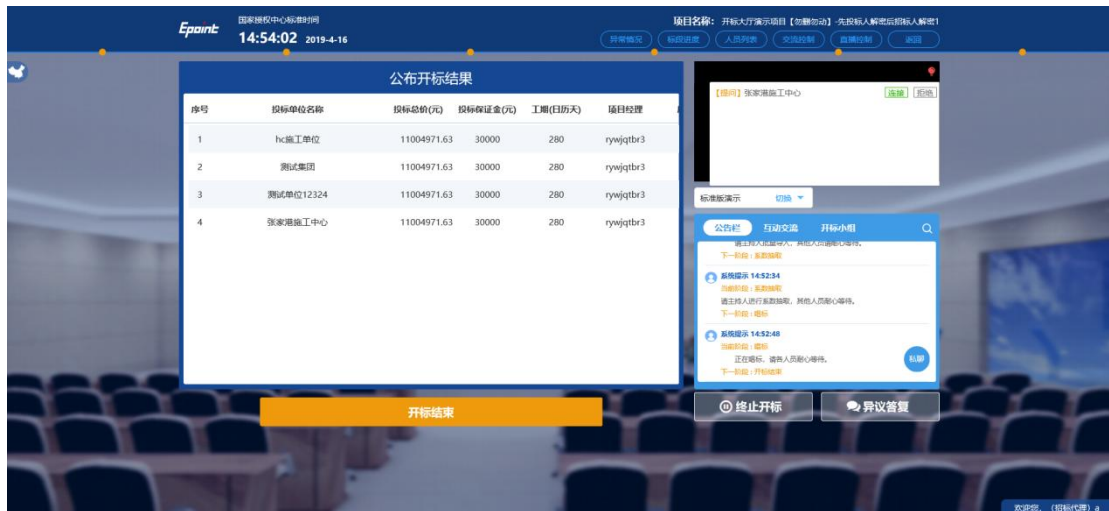 Epoint
国家授权中心标准时间
14:54:02 2019-4-16
项目名称: 开标大厅演示项目【勿删勿动】-先投标人解密后招标人解密1
异常情况 标段进度 人员列表 交流控制 直播控制 返回
公布开标结果
序号 投标单位名称 投标总价(元) 投标保证金(元) 工期(日历天) 项目经理
1 hc施工单位 11004971.63 30000 280 rywjqtbr3
2 测试集团 11004971.63 30000 280 rywjqtbr3
3 测试单位12324 11004971.63 30000 280 rywjqtbr3
4 张家港施工中心 11004971.63 30000 280 rywjqtbr3
开标结束
【提问】张家港施工中心 连接 拒绝
标准版演示 切换
公告栏 互动交流 开标小组
下一阶段:系数抽取
系统提示 14:52:34
当前阶段:系数抽取
请主持人进行系数抽取，其他人员耐心等待。
下一阶段:唱标
系统提示 14:52:48
当前阶段:唱标
正在唱标，请各人员耐心等待。
下一阶段:开标结束
私聊
终止开标 异议答复
欢迎您，(招标代理) a